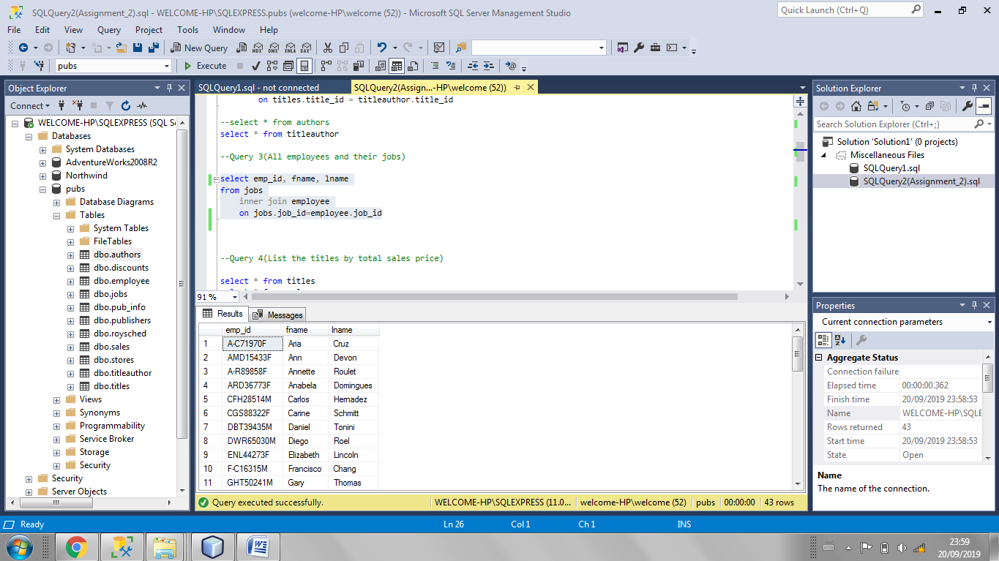 SQLQuery2(Assignment_2).sql - WELCOME-HP\SQLEXPRESS.pubs (welcome-HP\welcome (52)) - Microsoft SQL Server Management Studio
Quick Launch (Ctrl+Q)
File Edit View Query Project Tools Window Help
New Query MDX DMX XMLA DAX
pubs Execute
Object Explorer
Connect
WELCOME-HP\SQLEXPRESS (SQL S
Databases
System Databases
AdventureWorks2008R2
Northwind
pubs
Database Diagrams
Tables
System Tables
FileTables
dbo.authors
dbo.discounts
dbo.employee
dbo.jobs
dbo.pub_info
dbo.publishers
dbo.roysched
dbo.sales
dbo.stores
dbo.titleauthor
dbo.titles
Views
Synonyms
Programmability
Service Broker
Storage
Security
Security
Server Objects
SQLQuery1.sql - not connected
SQLQuery2(Assign...-HP\welcome (52))
on titles.title_id = titleauthor.title_id
--select * from authors
select * from titleauthor
--Query 3(All employees and their jobs)
select emp_id, fname, lname
from jobs
inner join employee
on jobs.job_id=employee.job_id
--Query 4(List the titles by total sales price)
select * from titles
91 %
Results Messages
emp_id fname lname
1 A-C71970F Aria Cruz
2 AMD15433F Ann Devon
3 A-R89858F Annette Roulet
4 ARD36773F Anabela Domingues
5 CFH28514M Carlos Hernadez
6 CGS88322F Carine Schmitt
7 DBT39435M Daniel Tonini
8 DWR65030M Diego Roel
9 ENL44273F Elizabeth Lincoln
10 F-C16315M Francisco Chang
11 GHT50241M Gary Thomas
Query executed successfully. WELCOME-HP\SQLEXPRESS (11.0... welcome-HP\welcome (52) pubs 00:00:00 43 rows
Solution Explorer
Search Solution Explorer (Ctrl+;)
Solution 'Solution1' (0 projects)
Miscellaneous Files
SQLQuery1.sql
SQLQuery2(Assignment_2).sql
Properties
Current connection parameters
Aggregate Status
Connection failure
Elapsed time 00:00:00.362
Finish time 20/09/2019 23:58:53
Name WELCOME-HP\SQLE
Rows returned 43
Start time 20/09/2019 23:58:53
State Open
Name
The name of the connection.
Ready Ln 26 Col 1 Ch 1 INS
23:59
20/09/2019